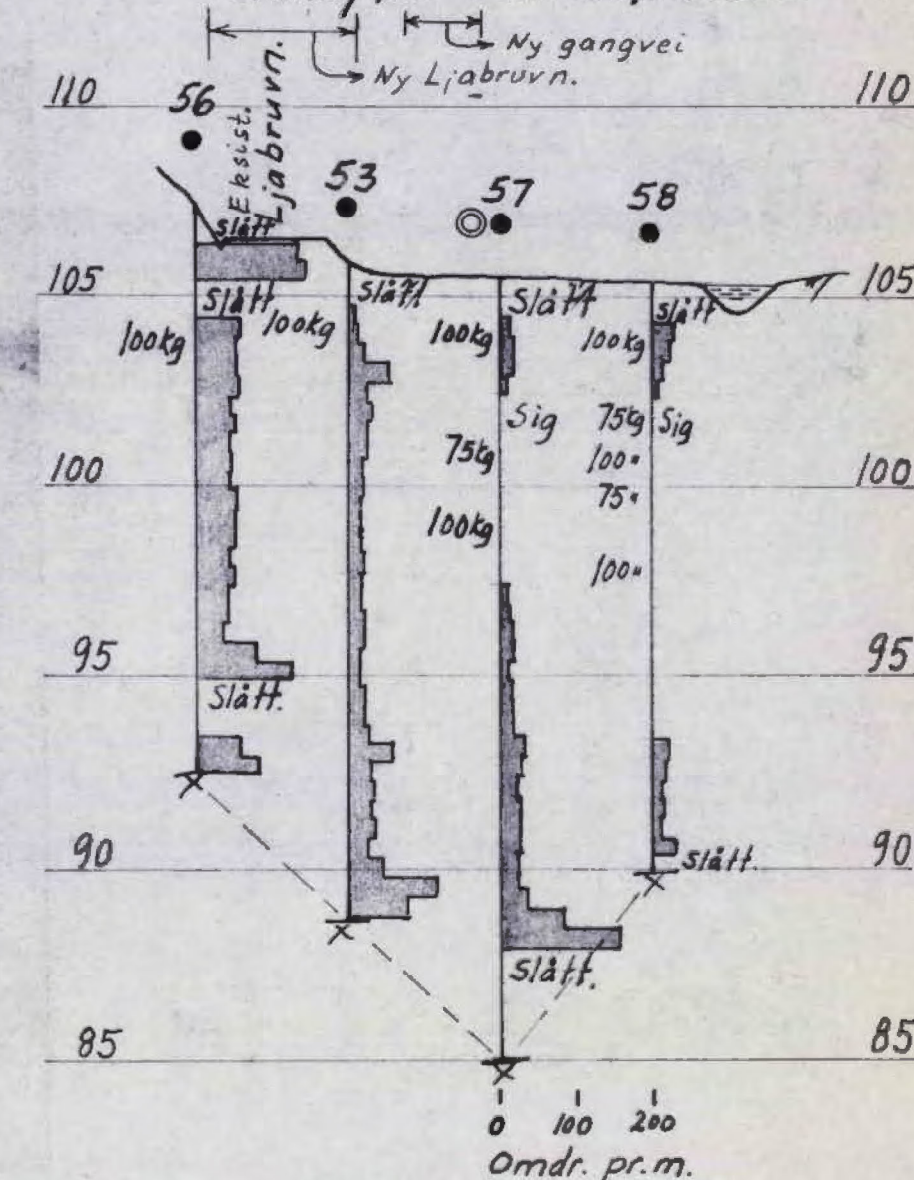 Ny gangvei
Ny Ljabruvn.
110 110
56
Eksist.
Ljabruvn.
53
57
58
Slått
105 105
Slått Slått Slått Slått
100kg 100kg 100kg 100kg
Sig 75kg Sig
75kg 100"
100 100
75"
100kg
100"
95 95
Slått.
90 90
Slått.
Slått.
85 85
0 100 200
Omdr. pr.m.